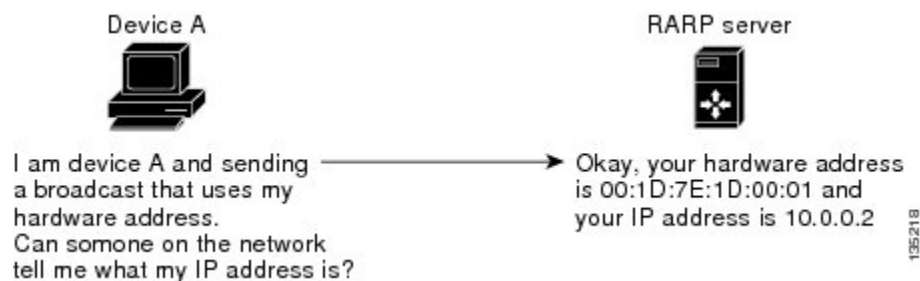 Device A
RARP server
I am device A and sending
a broadcast that uses my
hardware address.
Can somone on the network
tell me what my IP address is?
Okay, your hardware address
is 00:1D:7E:1D:00:01 and
your IP address is 10.0.0.2
135218